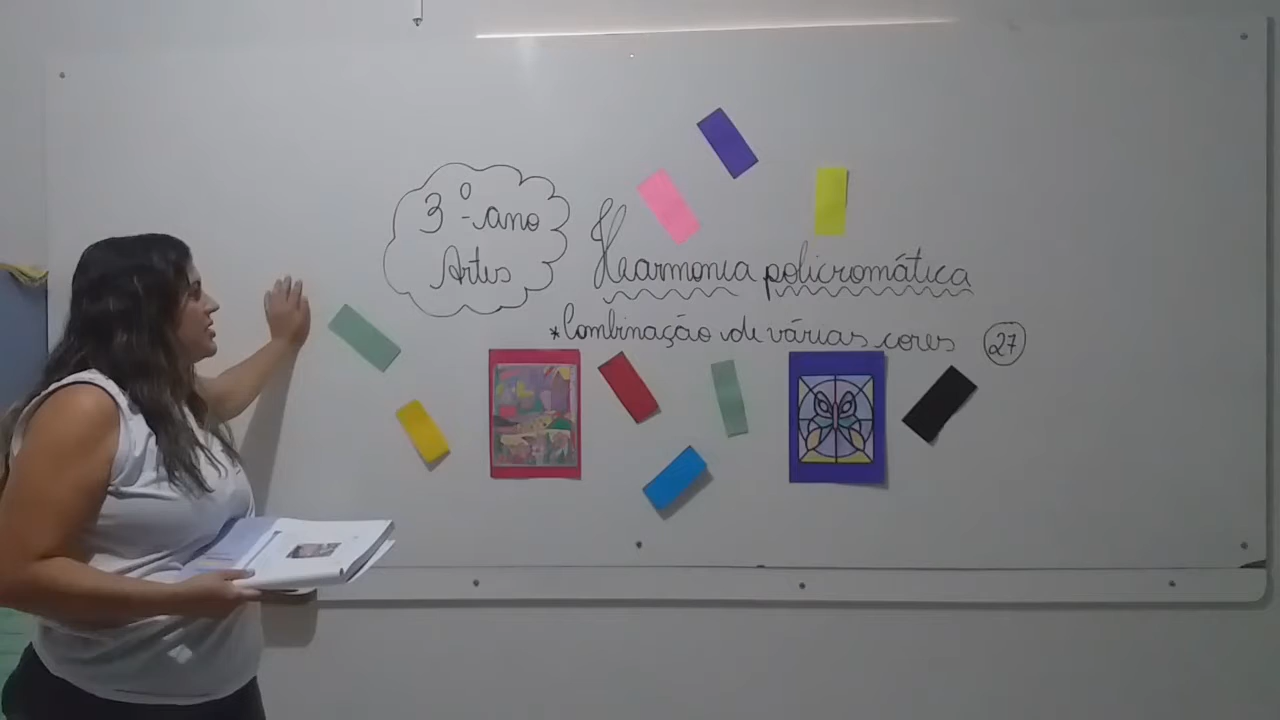 3º ano
Artes
Harmonia policromática
*Combinação de várias cores 27